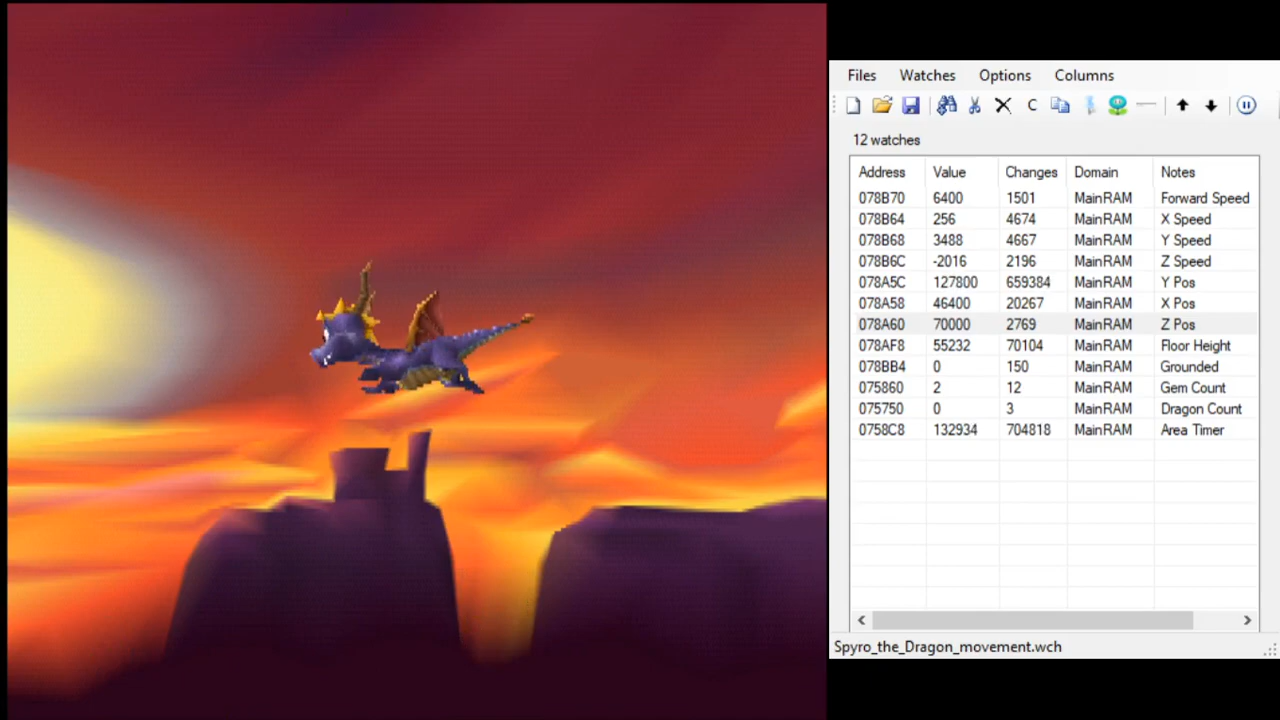 Files Watches Options Columns
C
12 watches
Address Value Changes Domain Notes
078B70 6400 1501 MainRAM Forward Speed
078B64 256 4674 MainRAM X Speed
078B68 3488 4667 MainRAM Y Speed
078B6C -2016 2196 MainRAM Z Speed
078A5C 127800 659384 MainRAM Y Pos
078A58 46400 20267 MainRAM X Pos
078A60 70000 2769 MainRAM Z Pos
078AF8 55232 70104 MainRAM Floor Height
078BB4 0 150 MainRAM Grounded
075860 2 12 MainRAM Gem Count
075750 0 3 MainRAM Dragon Count
0758C8 132934 704818 MainRAM Area Timer
Spyro_the_Dragon_movement.wch